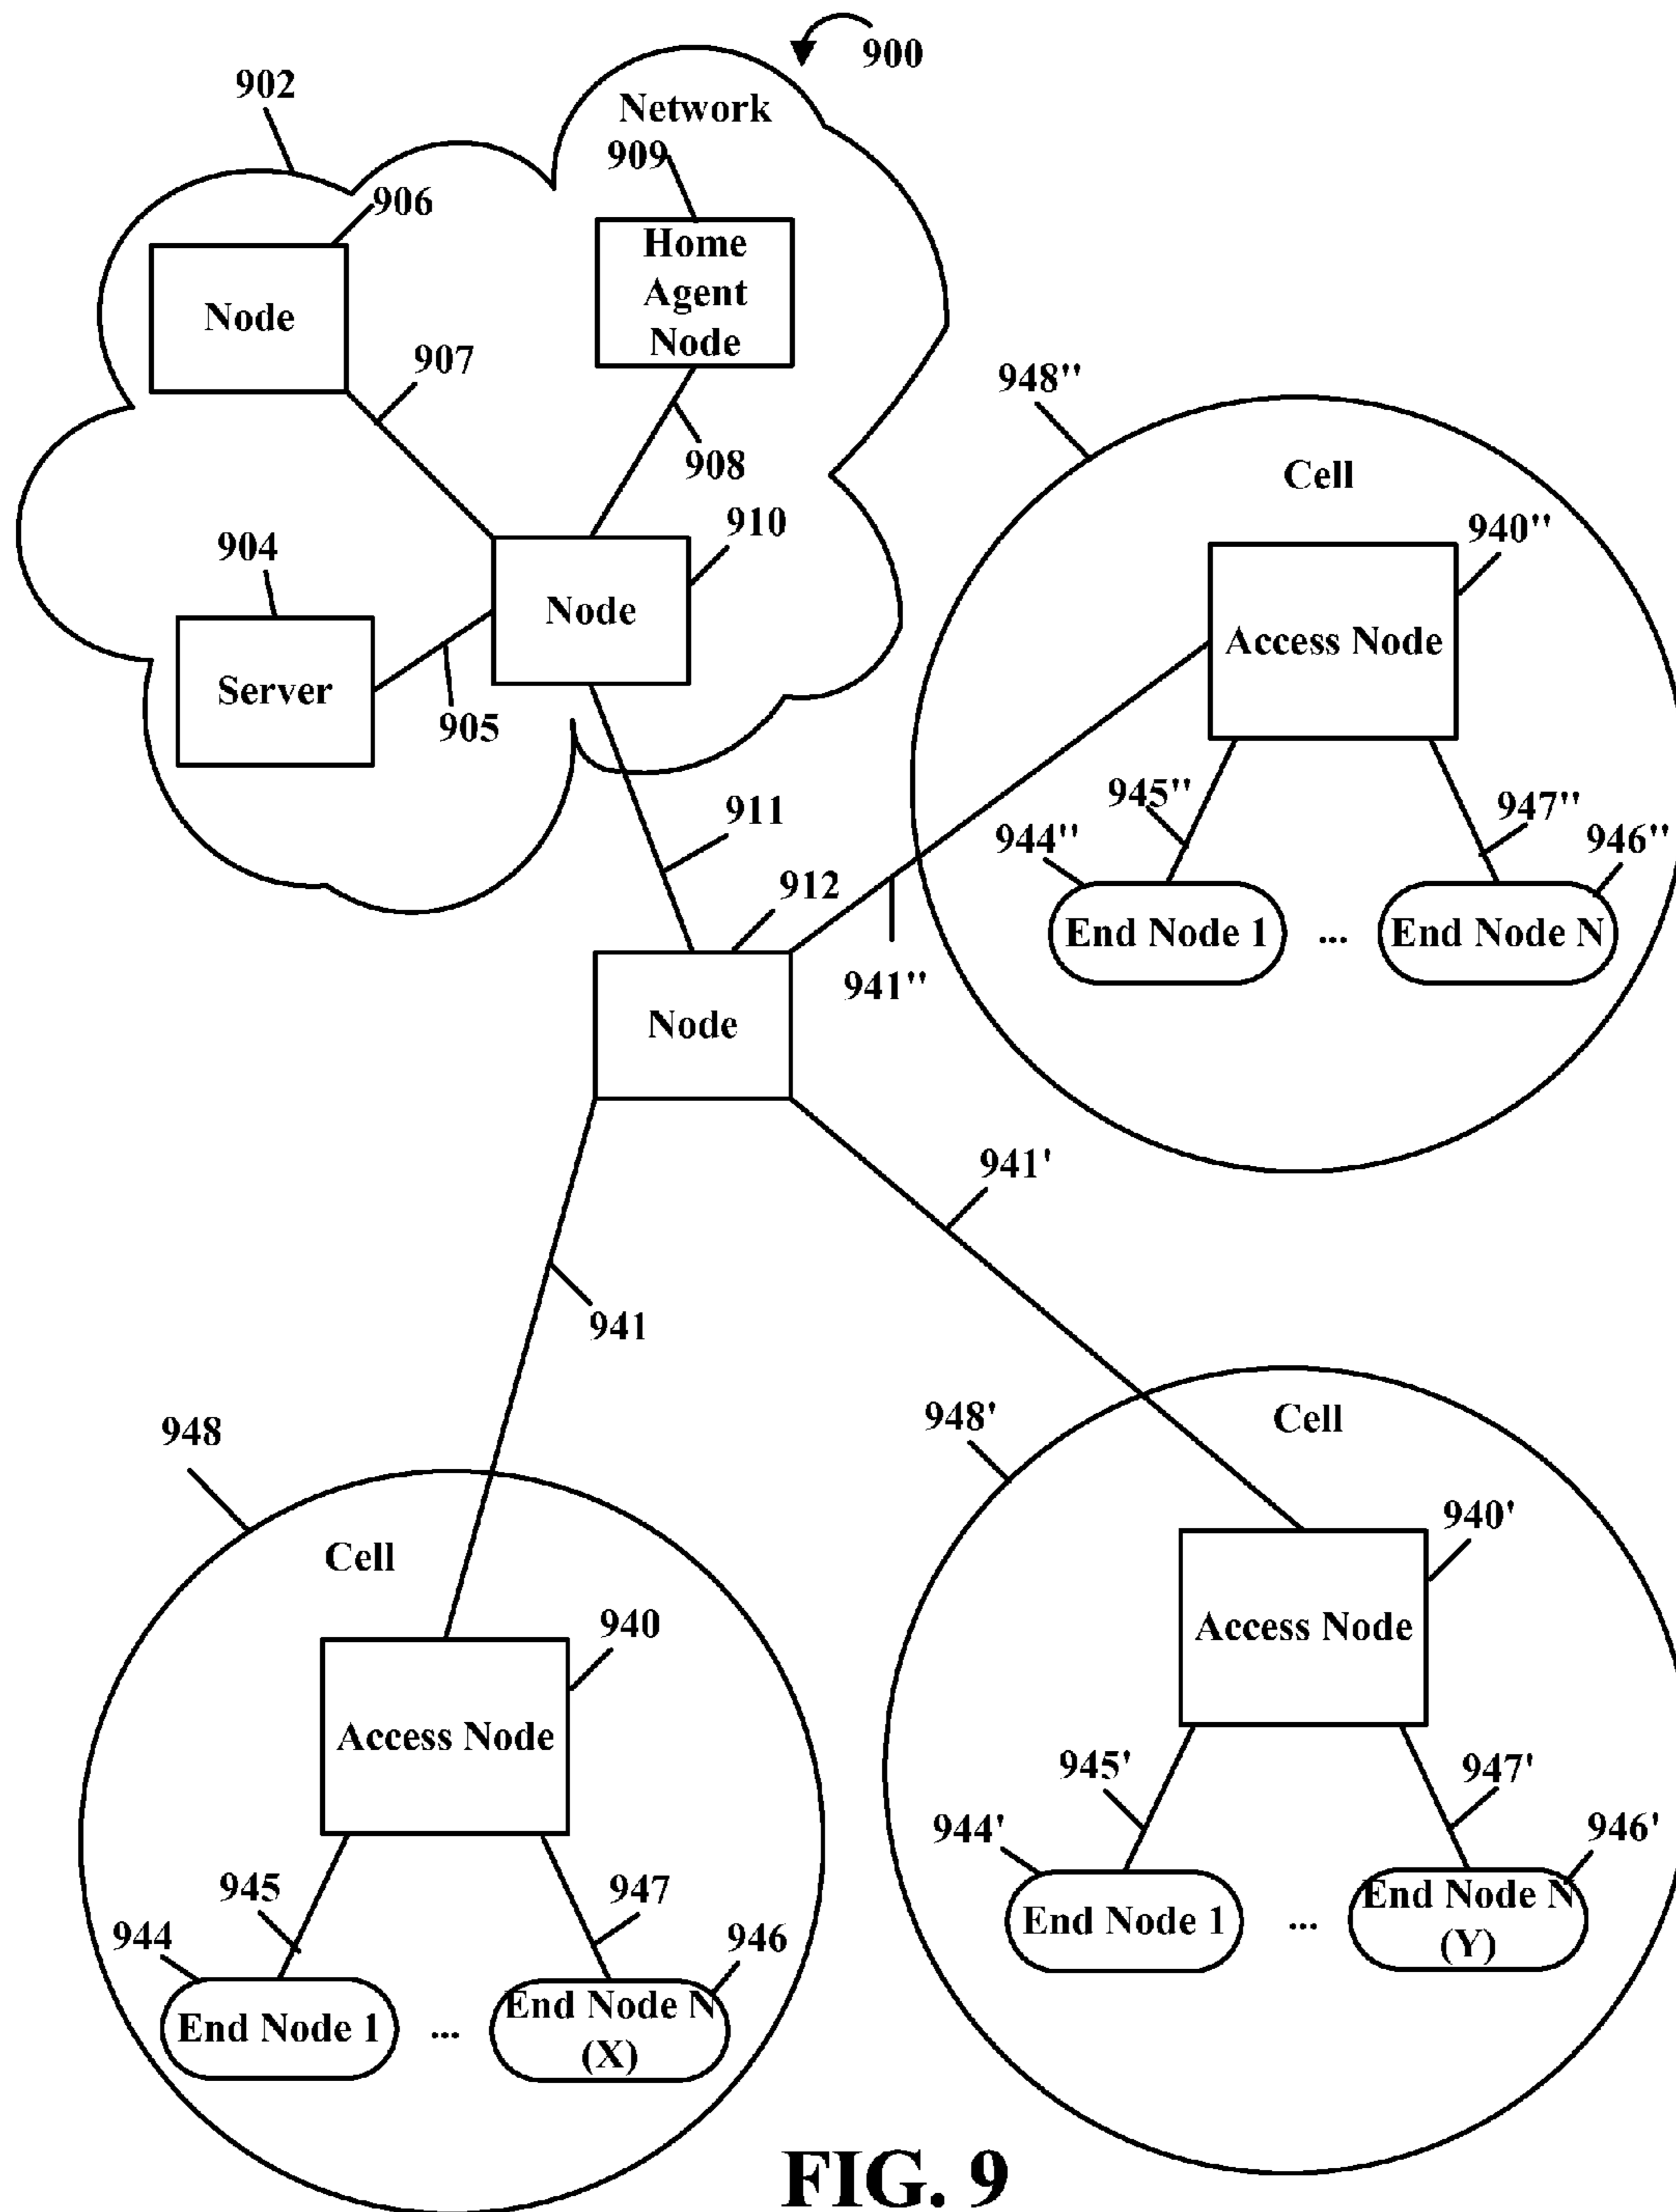 900
902
Network
909
906
Home
Agent
Node
Node
907
908
948"
Cell
910
940"
904
Node
Access Node
Server
905
945"
947"
911
944"
946"
912
End Node 1
...
End Node N
941"
Node
941'
941
948
948'
Cell
Cell
940'
940
Access Node
Access Node
945'
947'
944'
946'
945
947
End Node 1
...
End Node N
(Y)
944
946
End Node 1
...
End Node N
(X)
FIG. 9